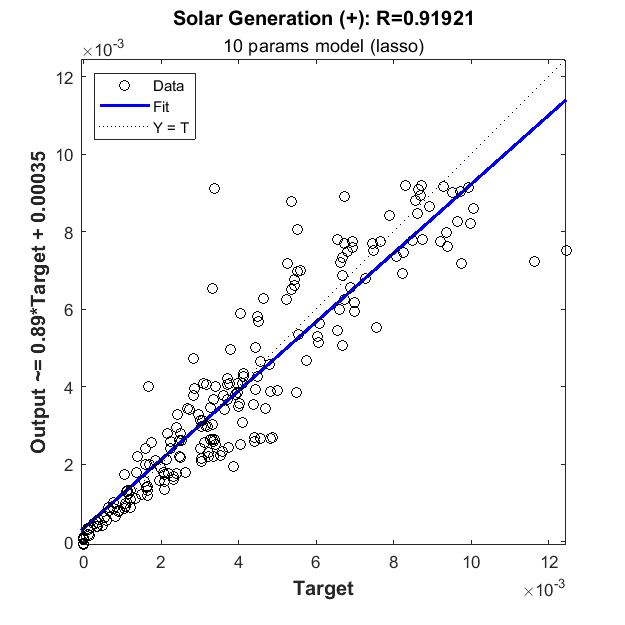 Solar Generation (+): R=0.91921
10 params model (lasso)
×10⁻³
12
10
8
6
4
2
0
Data
Fit
Y = T
Output ~= 0.89*Target + 0.00035
0 2 4 6 8 10 12
Target
×10⁻³